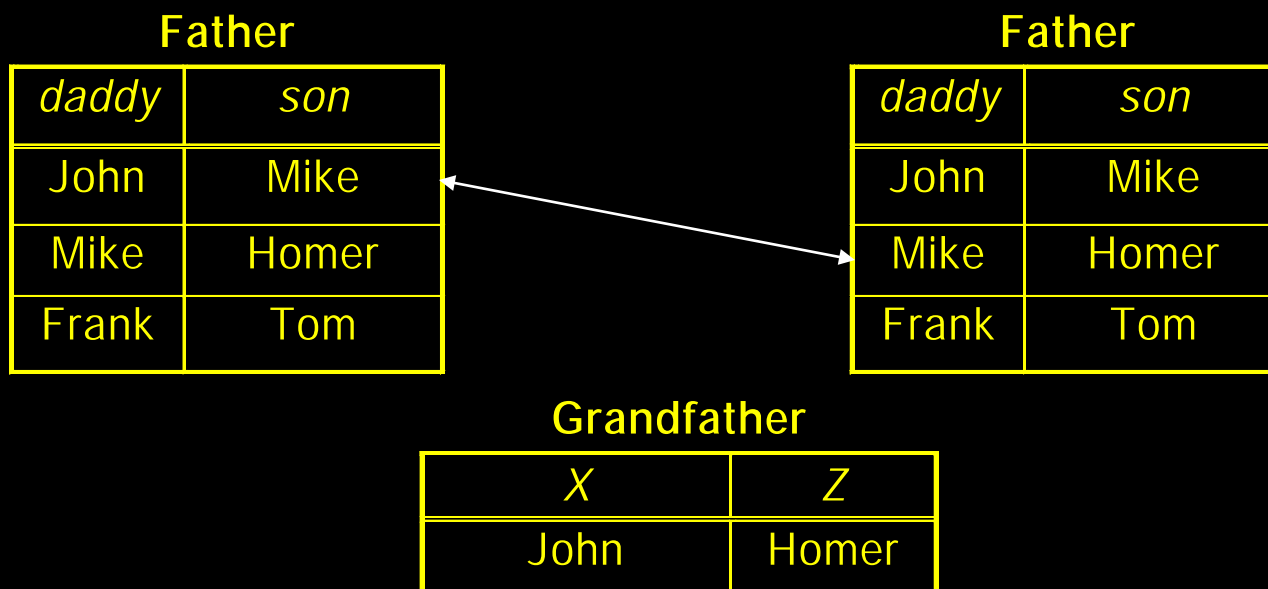 Father Father
daddy son daddy son
John Mike John Mike
Mike Homer Mike Homer
Frank Tom Frank Tom
Grandfather
X Z
John Homer